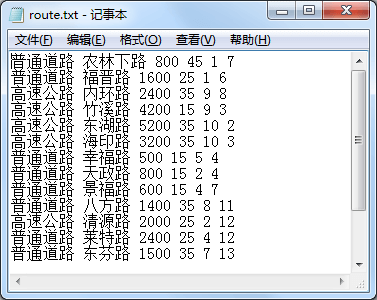 route.txt - 记事本
文件(F) 编辑(E) 格式(O) 查看(V) 帮助(H)
普通道路 农林下路 800 45 1 7
普通道路 福晋路 1600 25 1 6
高速公路 内环路 2400 35 9 8
高速公路 竹溪路 4200 15 9 3
高速公路 东湖路 5200 35 10 2
高速公路 海印路 3200 35 10 3
普通道路 幸福路 500 15 5 4
普通道路 天政路 800 15 2 4
普通道路 景福路 600 15 4 7
普通道路 八方路 1400 35 8 11
高速公路 清源路 2000 25 2 12
普通道路 莱特路 2400 25 4 12
普通道路 东芬路 1500 35 7 13